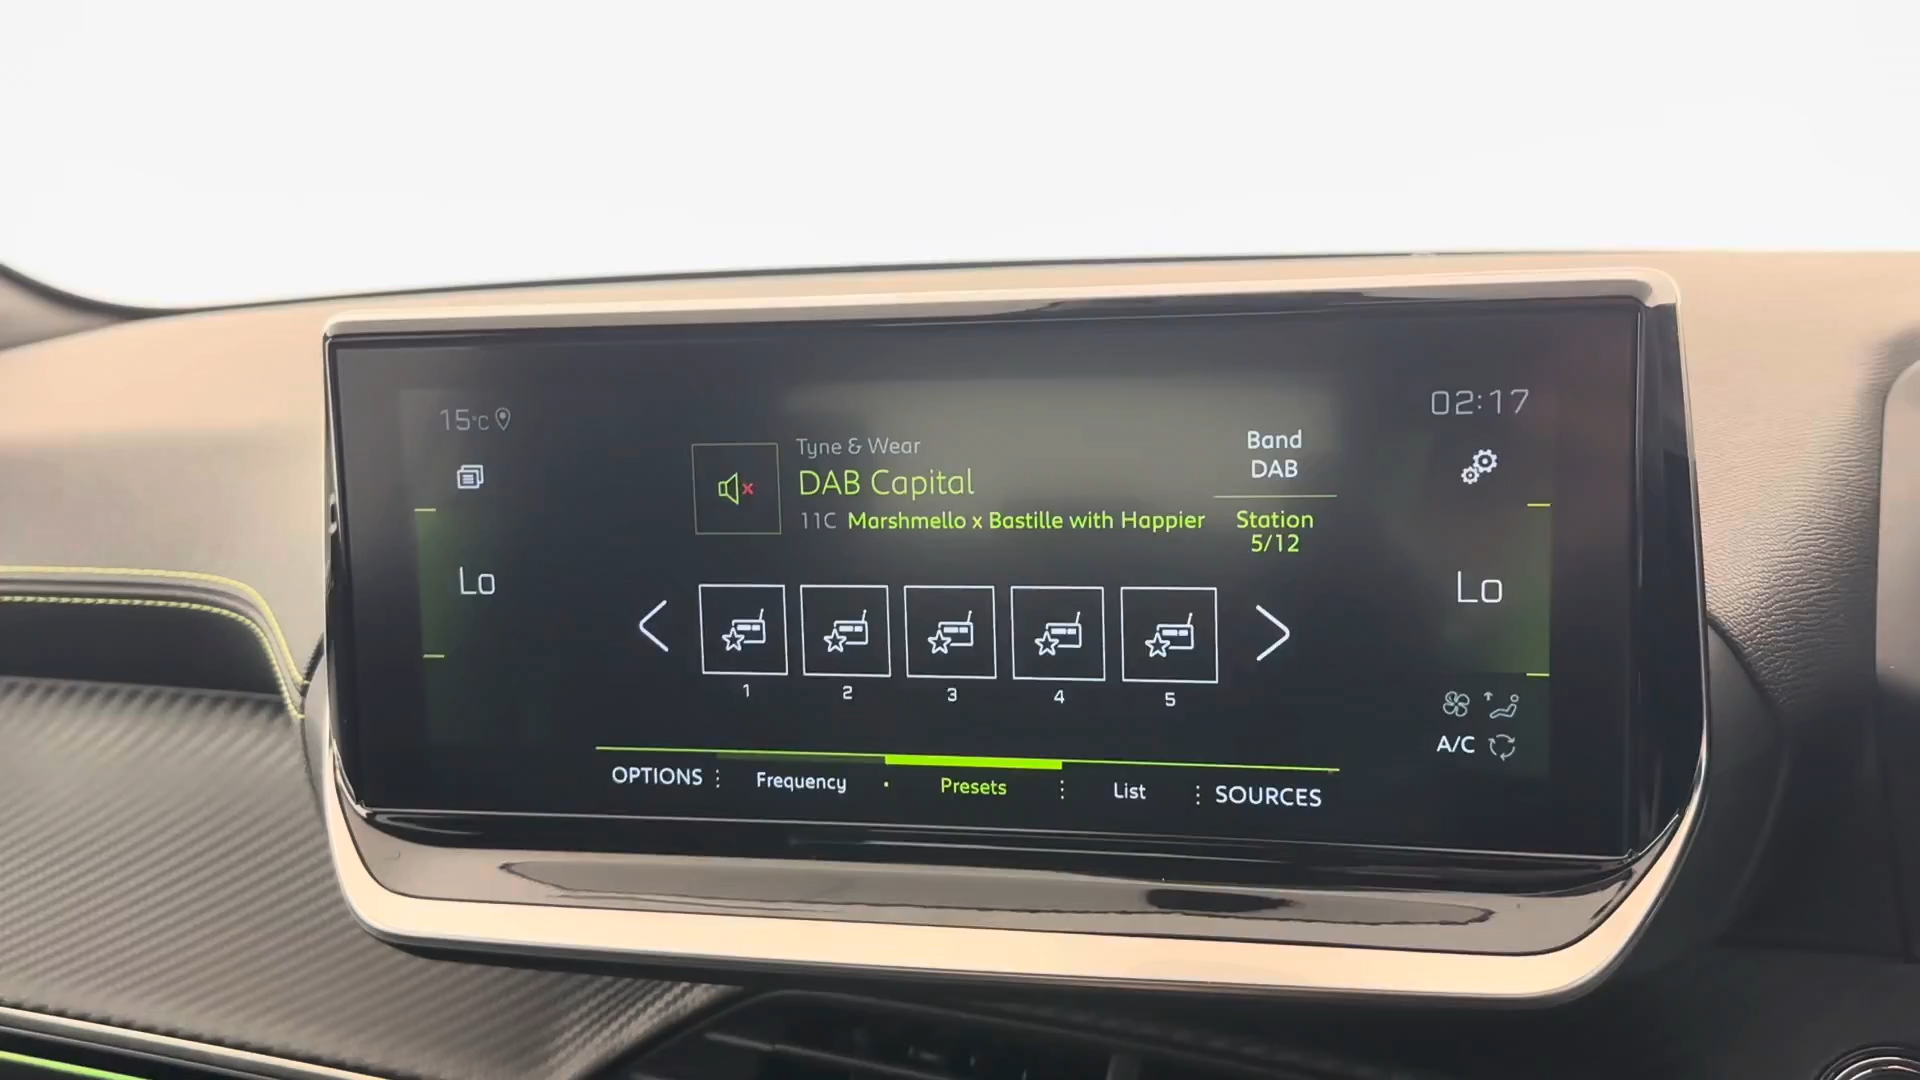 15°C
02:17
Tyne & Wear
DAB Capital
11C Marshmello x Bastille with Happier
Band
DAB
Station
5/12
Lo
Lo
1 2 3 4 5
A/C
OPTIONS Frequency Presets List SOURCES